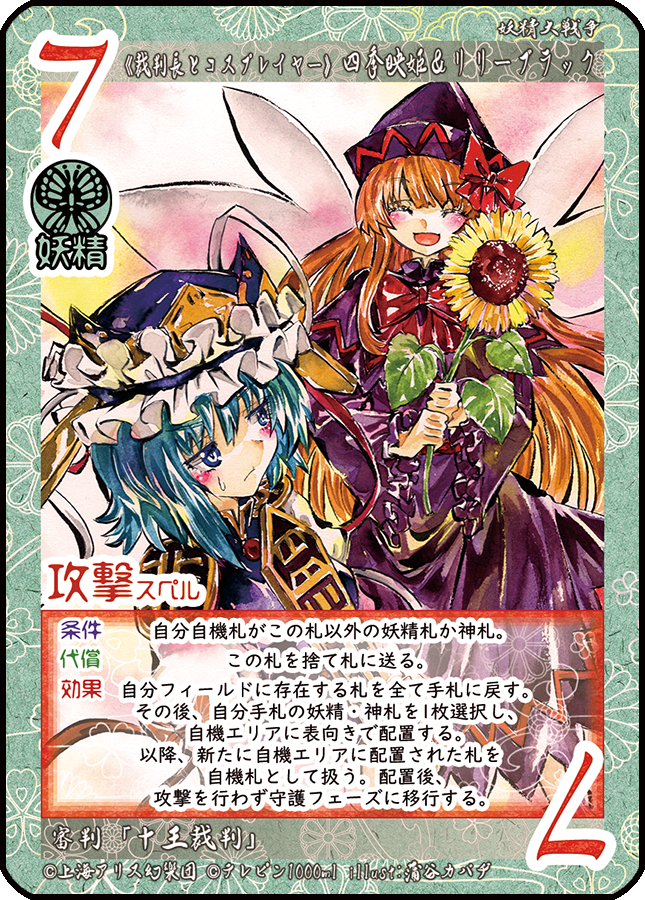 妖精大戦争
7
《裁判長とコスプレイヤー》四季映姫&リリーブラック
妖精
攻撃スペル
条件 自分自機札がこの札以外の妖精札か神札。
代償 この札を捨て札に送る。
効果 自分フィールドに存在する札を全て手札に戻す。
その後、自分手札の妖精・神札を1枚選択し、
自機エリアに表向きで配置する。
以降、新たに自機エリアに配置された札を
自機札として扱う。配置後、
攻撃を行わず守護フェーズに移行する。
7
審判「十王裁判」
©上海アリス幻樂団 ©テレピン1000ml illust:蒲谷カバヂ